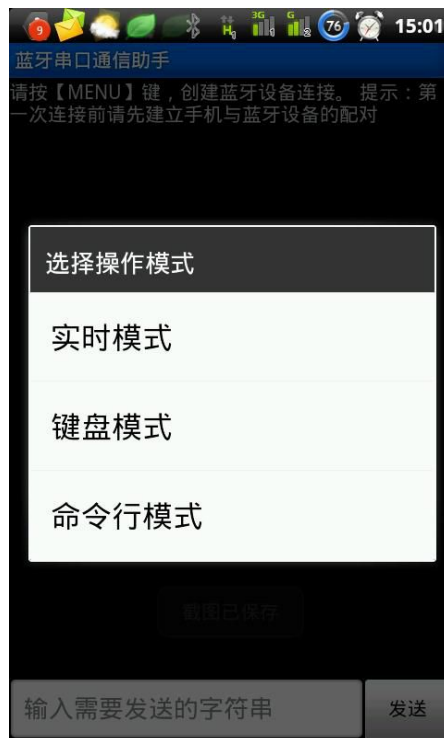 9
3G
G
H
76
15:01
蓝牙串口通信助手
请按【MENU】键，创建蓝牙设备连接。 提示：第
一次连接前请先建立手机与蓝牙设备的配对
选择操作模式
实时模式
键盘模式
命令行模式
截图已保存
输入需要发送的字符串
发送